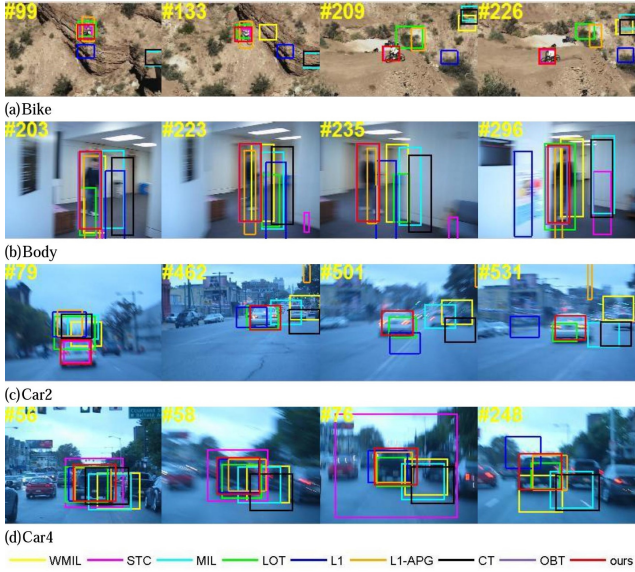 #99 #133 #209 #226
(a)Bike
#203 #223 #235 #296
(b)Body
#79 #462 #501 #531
(c)Car2
#56 #58 #76 #248
(d)Car4
WMIL STC MIL LOT L1 L1-APG CT OBT ours